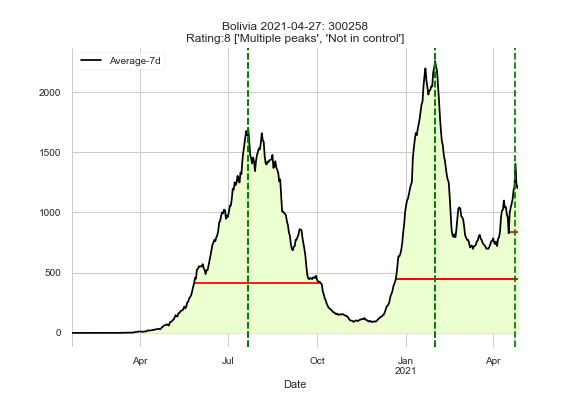 Bolivia 2021-04-27: 300258
Rating:8 ['Multiple peaks', 'Not in control']
Average-7d
2000
1500
1000
500
0
Apr Jul Oct Jan Apr
2021
Date